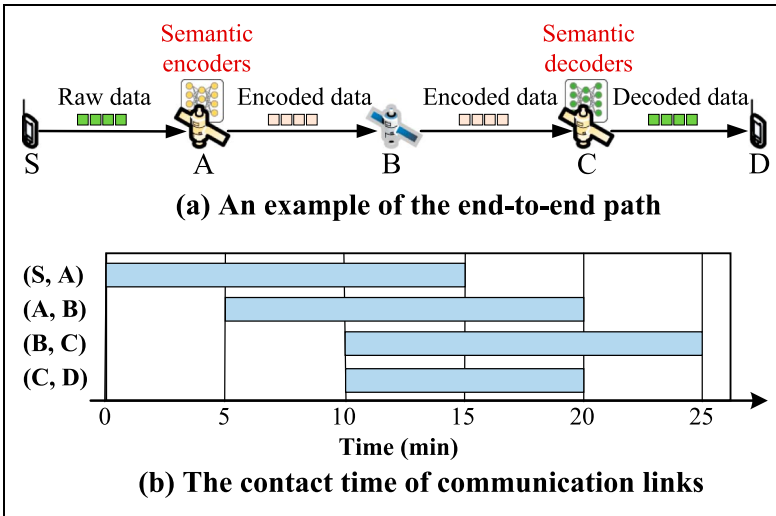 Semantic
encoders
Semantic
decoders
Raw data
Encoded data
Encoded data
Decoded data
S
A
B
C
D
(a) An example of the end-to-end path
(S, A)
(A, B)
(B, C)
(C, D)
0 5 10 15 20 25
Time (min)
(b) The contact time of communication links